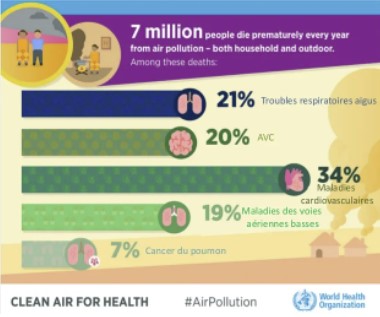 7 million people die prematurely every year
from air pollution – both household and outdoor.
Among these deaths:
21% Troubles respiratoires aigus
20% AVC
34%
Maladies
cardiovasculaires
19% Maladies des voies
aériennes basses
7% Cancer du poumon
CLEAN AIR FOR HEALTH #AirPollution World Health
Organization